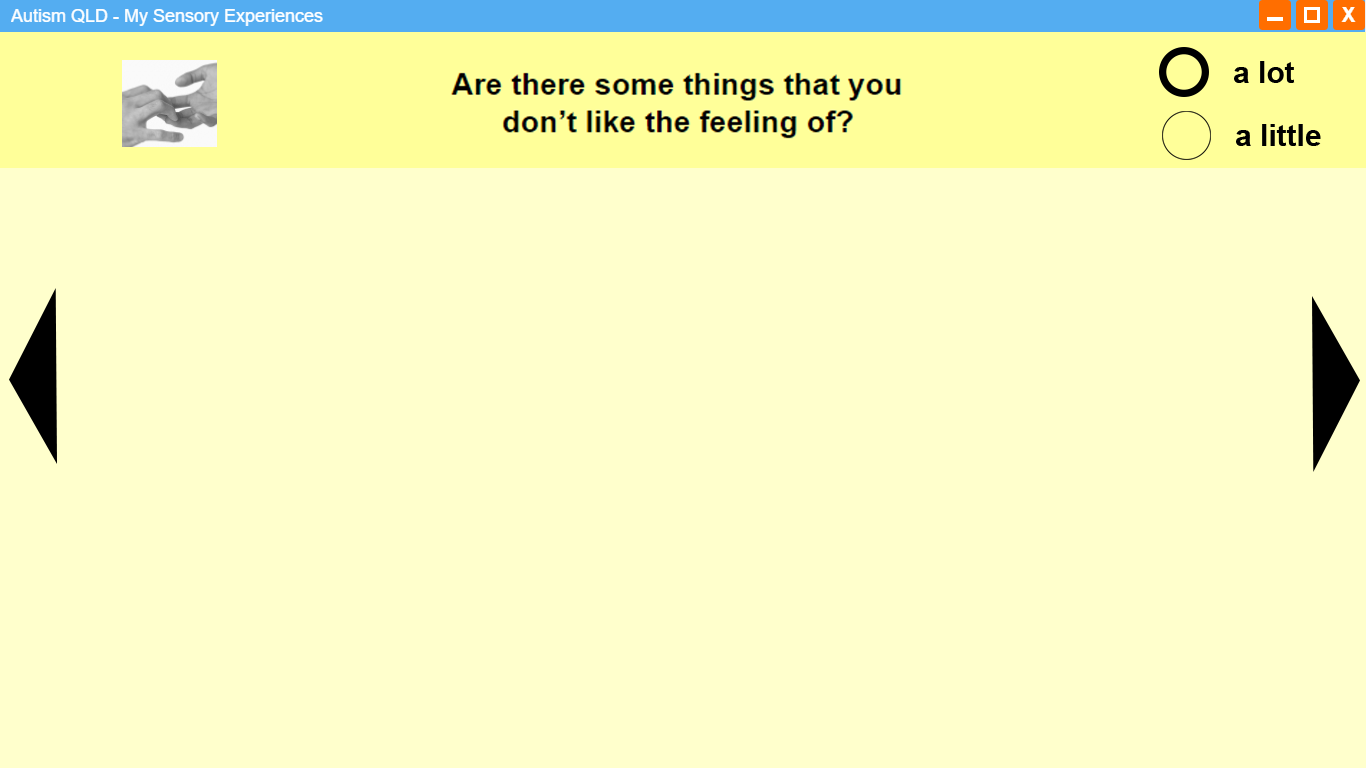 Autism QLD - My Sensory Experiences
X
Are there some things that you
don’t like the feeling of?
a lot
a little